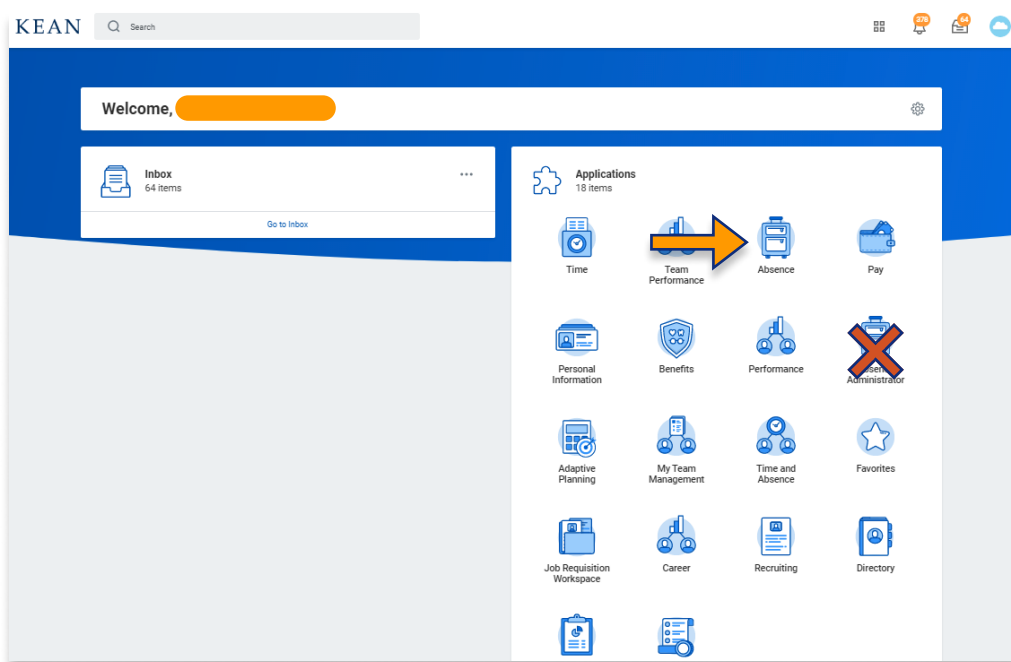 KEAN
Search
378
64
Welcome,
Inbox
64 items
Go to Inbox
Applications
18 items
Time
Team
Performance
Absence
Pay
Personal
Information
Benefits
Performance
Administrator
Adaptive
Planning
My Team
Management
Time and
Absence
Favorites
Job Requisition
Workspace
Career
Recruiting
Directory